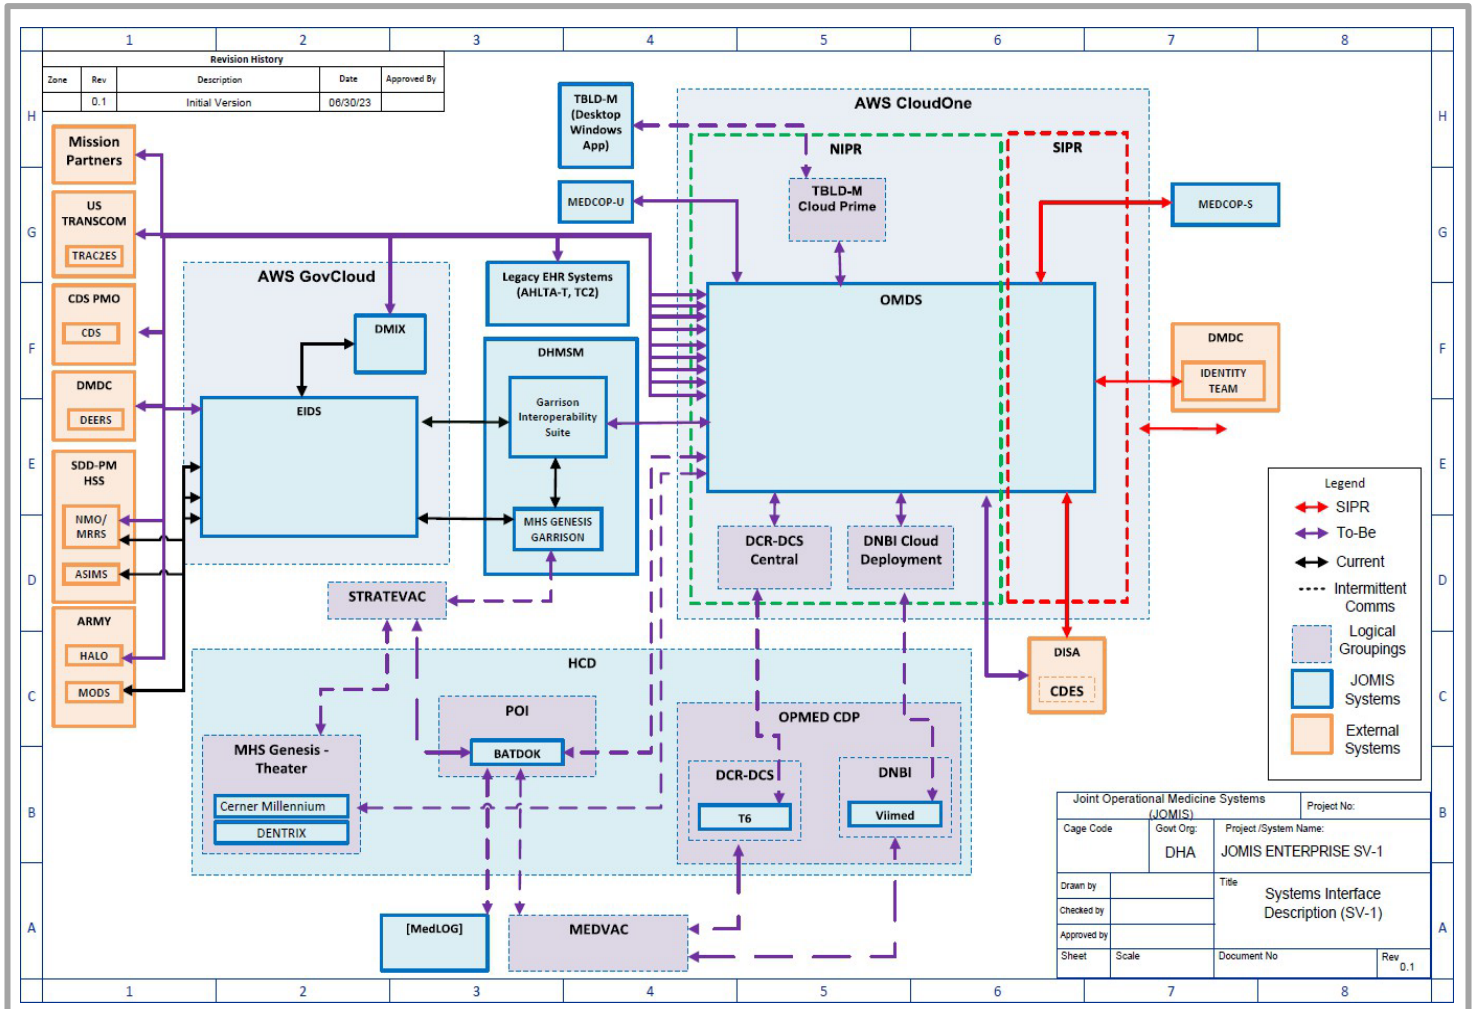 1 2 3 4 5 6 7 8
Revision History
Zone Rev Description Date Approved By
0.1 Initial Version 06/30/23
H
G
F
E
D
C
B
A
H
G
F
E
D
C
B
A
Mission
Partners
US
TRANSCOM
TRAC2ES
CDS PMO
CDS
DMDC
DEERS
SDD-PM
HSS
NMO/
MRRS
ASIMS
ARMY
HALO
MODS
AWS GovCloud
DMIX
EIDS
TBLD-M
(Desktop
Windows
App)
MEDCOP-U
Legacy EHR Systems
(AHLTA-T, TC2)
DHMSM
Garrison
Interoperability
Suite
MHS GENESIS
GARRISON
STRATEVAC
AWS CloudOne
NIPR
SIPR
TBLD-M
Cloud Prime
OMDS
DCR-DCS
Central
DNBI Cloud
Deployment
MEDCOP-S
DMDC
IDENTITY
TEAM
DISA
CDES
HCD
MHS Genesis -
Theater
Cerner Millennium
DENTRIX
POI
BATDOK
OPMED CDP
DCR-DCS
T6
DNBI
Viimed
[MedLOG]
MEDVAC
Legend
SIPR
To-Be
Current
Intermittent
Comms
Logical
Groupings
JOMIS
Systems
External
Systems
Joint Operational Medicine Systems
(JOMIS)
Project No:
Cage Code
Govt Org:
DHA
Project /System Name:
JOMIS ENTERPRISE SV-1
Drawn by
Checked by
Approved by
Title
Systems Interface
Description (SV-1)
Sheet
Scale
Document No
Rev
0.1
1 2 3 4 5 6 7 8